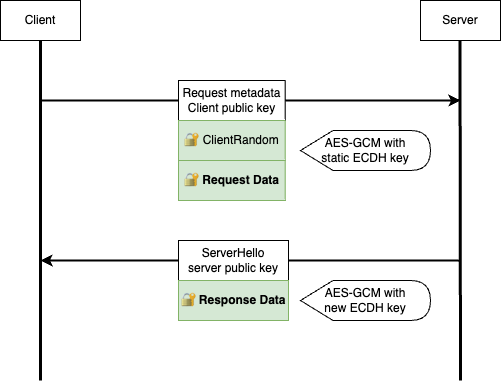 Client
Server
Request metadata
Client public key
ClientRandom
Request Data
AES-GCM with
static ECDH key
ServerHello
server public key
Response Data
AES-GCM with
new ECDH key